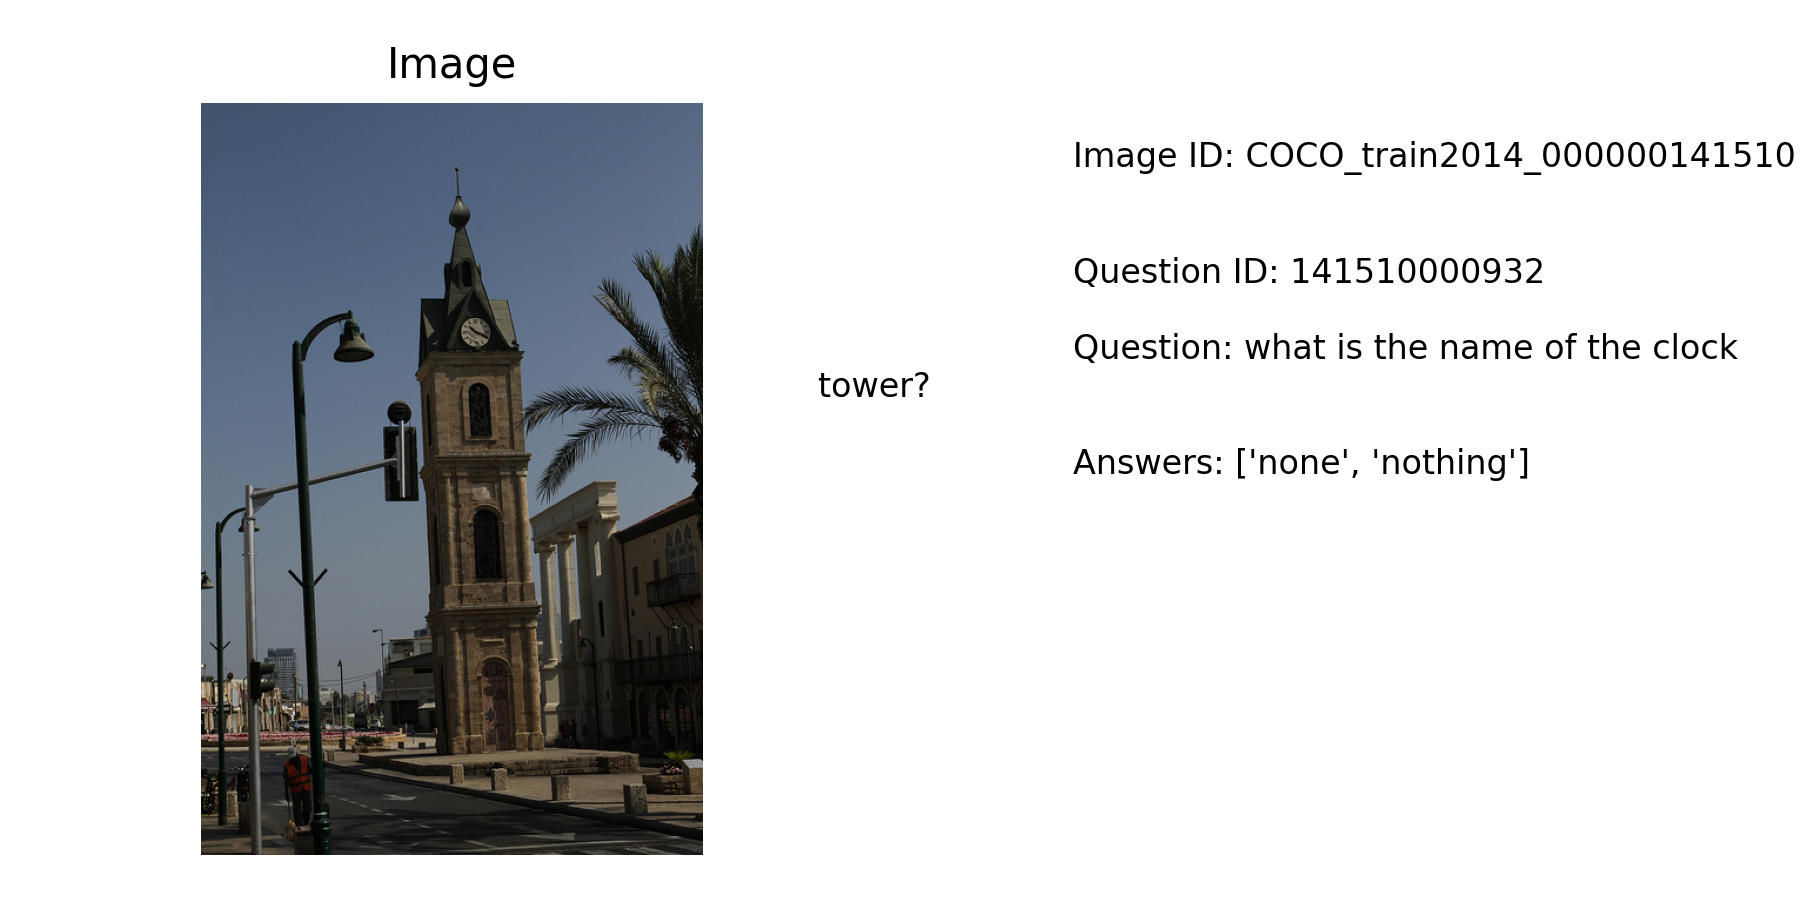 Image
Image ID: COCO_train2014_000000141510
Question ID: 141510000932
Question: what is the name of the clock
tower?
Answers: ['none', 'nothing']